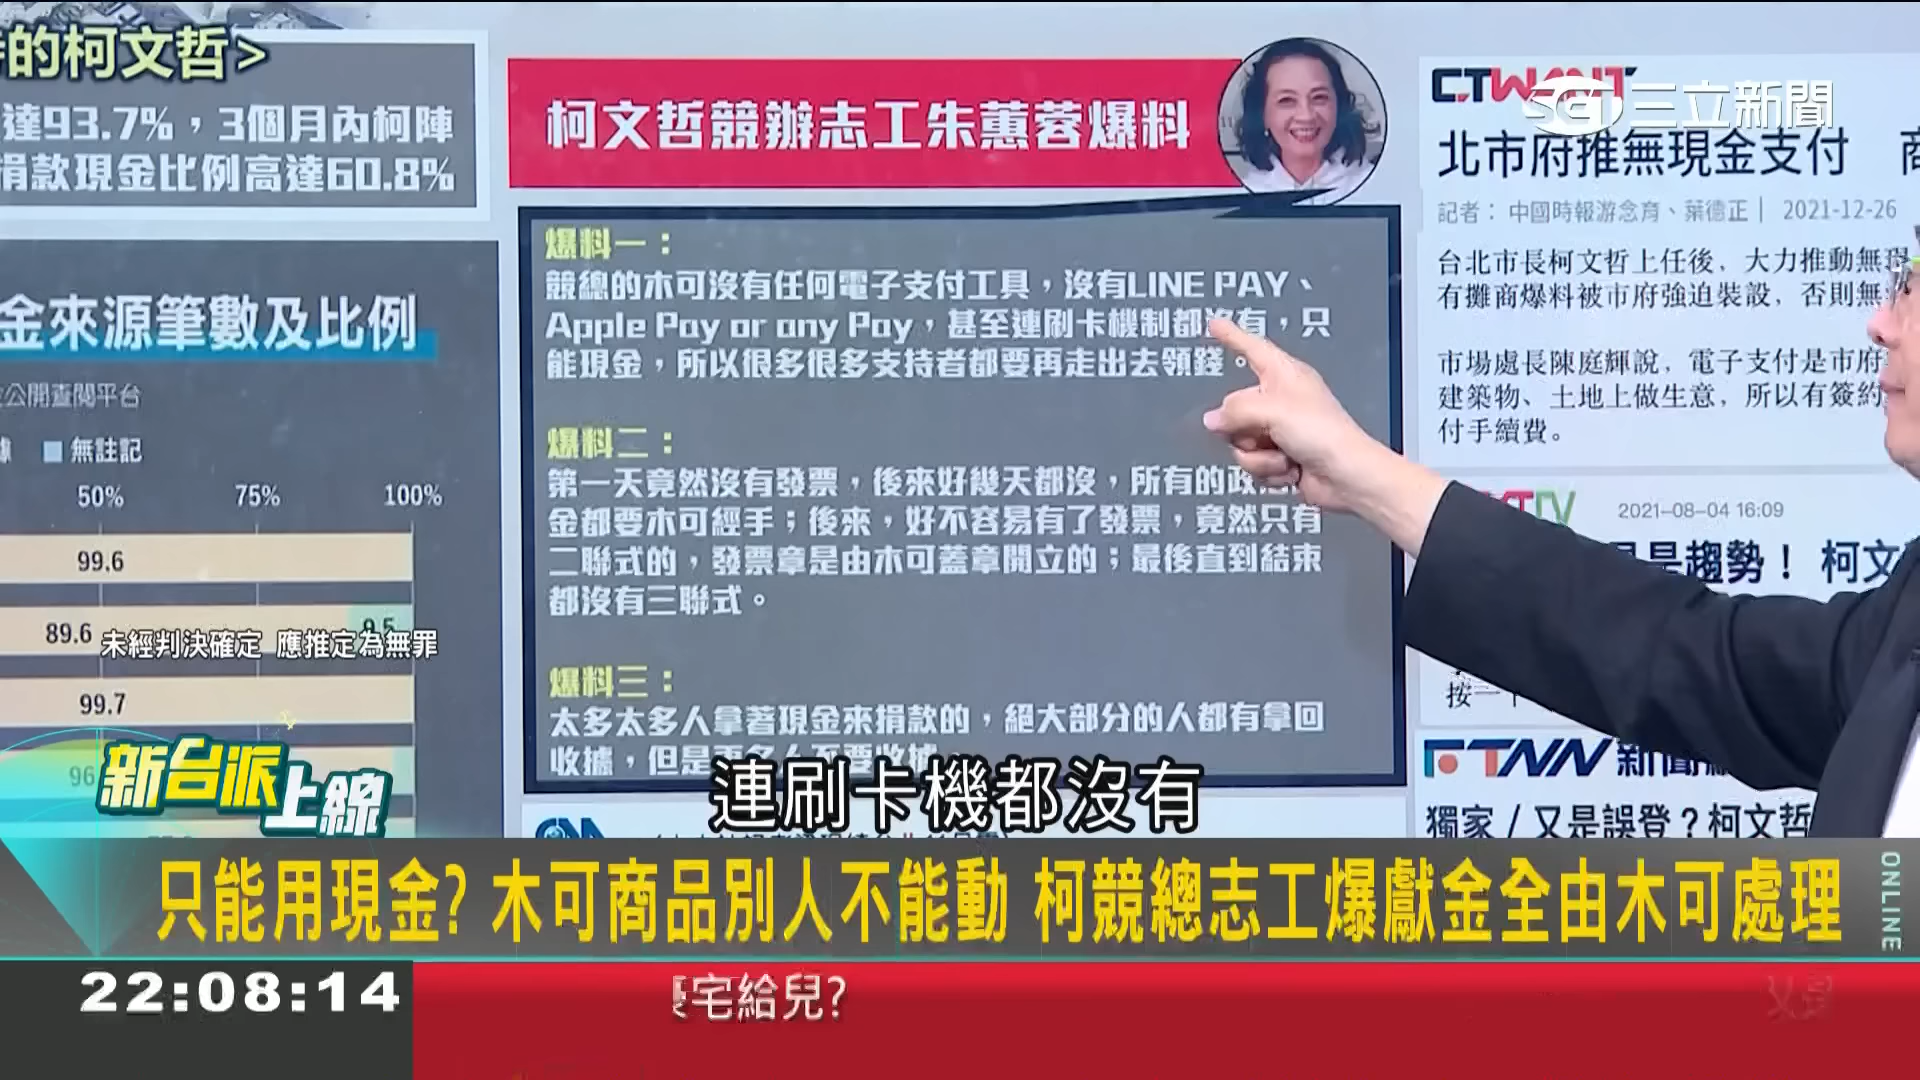 的柯文哲>
達93.7%，3個月內柯陣
捐款現金比例高達60.8%
金來源筆數及比例
公開查閱平台
無註記
50% 75% 100%
99.6
89.6 9.5
99.7
96
未經判決確定 應推定為無罪
柯文哲競辦志工朱蕙蓉爆料
爆料一：
競總的木可沒有任何電子支付工具，沒有LINE PAY、
Apple Pay or any Pay，甚至連刷卡機制都沒有，只
能現金，所以很多很多支持者都要再走出去領錢。
爆料二：
第一天竟然沒有發票，後來好幾天都沒，所有的政
金都要木可經手；後來，好不容易有了發票，竟然只有
二聯式的，發票章是由木可蓋章開立的；最後直到結束
都沒有三聯式。
爆料三：
太多太多人拿著現金來捐款的，絕大部分的人都有拿回
收據，但是
CTWANT
SET三立新聞
北市府推無現金支付 商
記者： 中國時報游念育、葉德正｜ 2021-12-26
台北市長柯文哲上任後，大力推動無現
有攤商爆料被市府強迫裝設，否則無
市場處長陳庭輝說，電子支付是市府
建築物、土地上做生意，所以有簽約
付手續費。
2021-08-04 16:09
是趨勢！ 柯文
按一
FTNN 新聞
獨家／又是誤登？柯文哲
新台派上線
連刷卡機都沒有
只能用現金? 木可商品別人不能動 柯競總志工爆獻金全由木可處理
ONLINE
22:08:14
宅給兒?